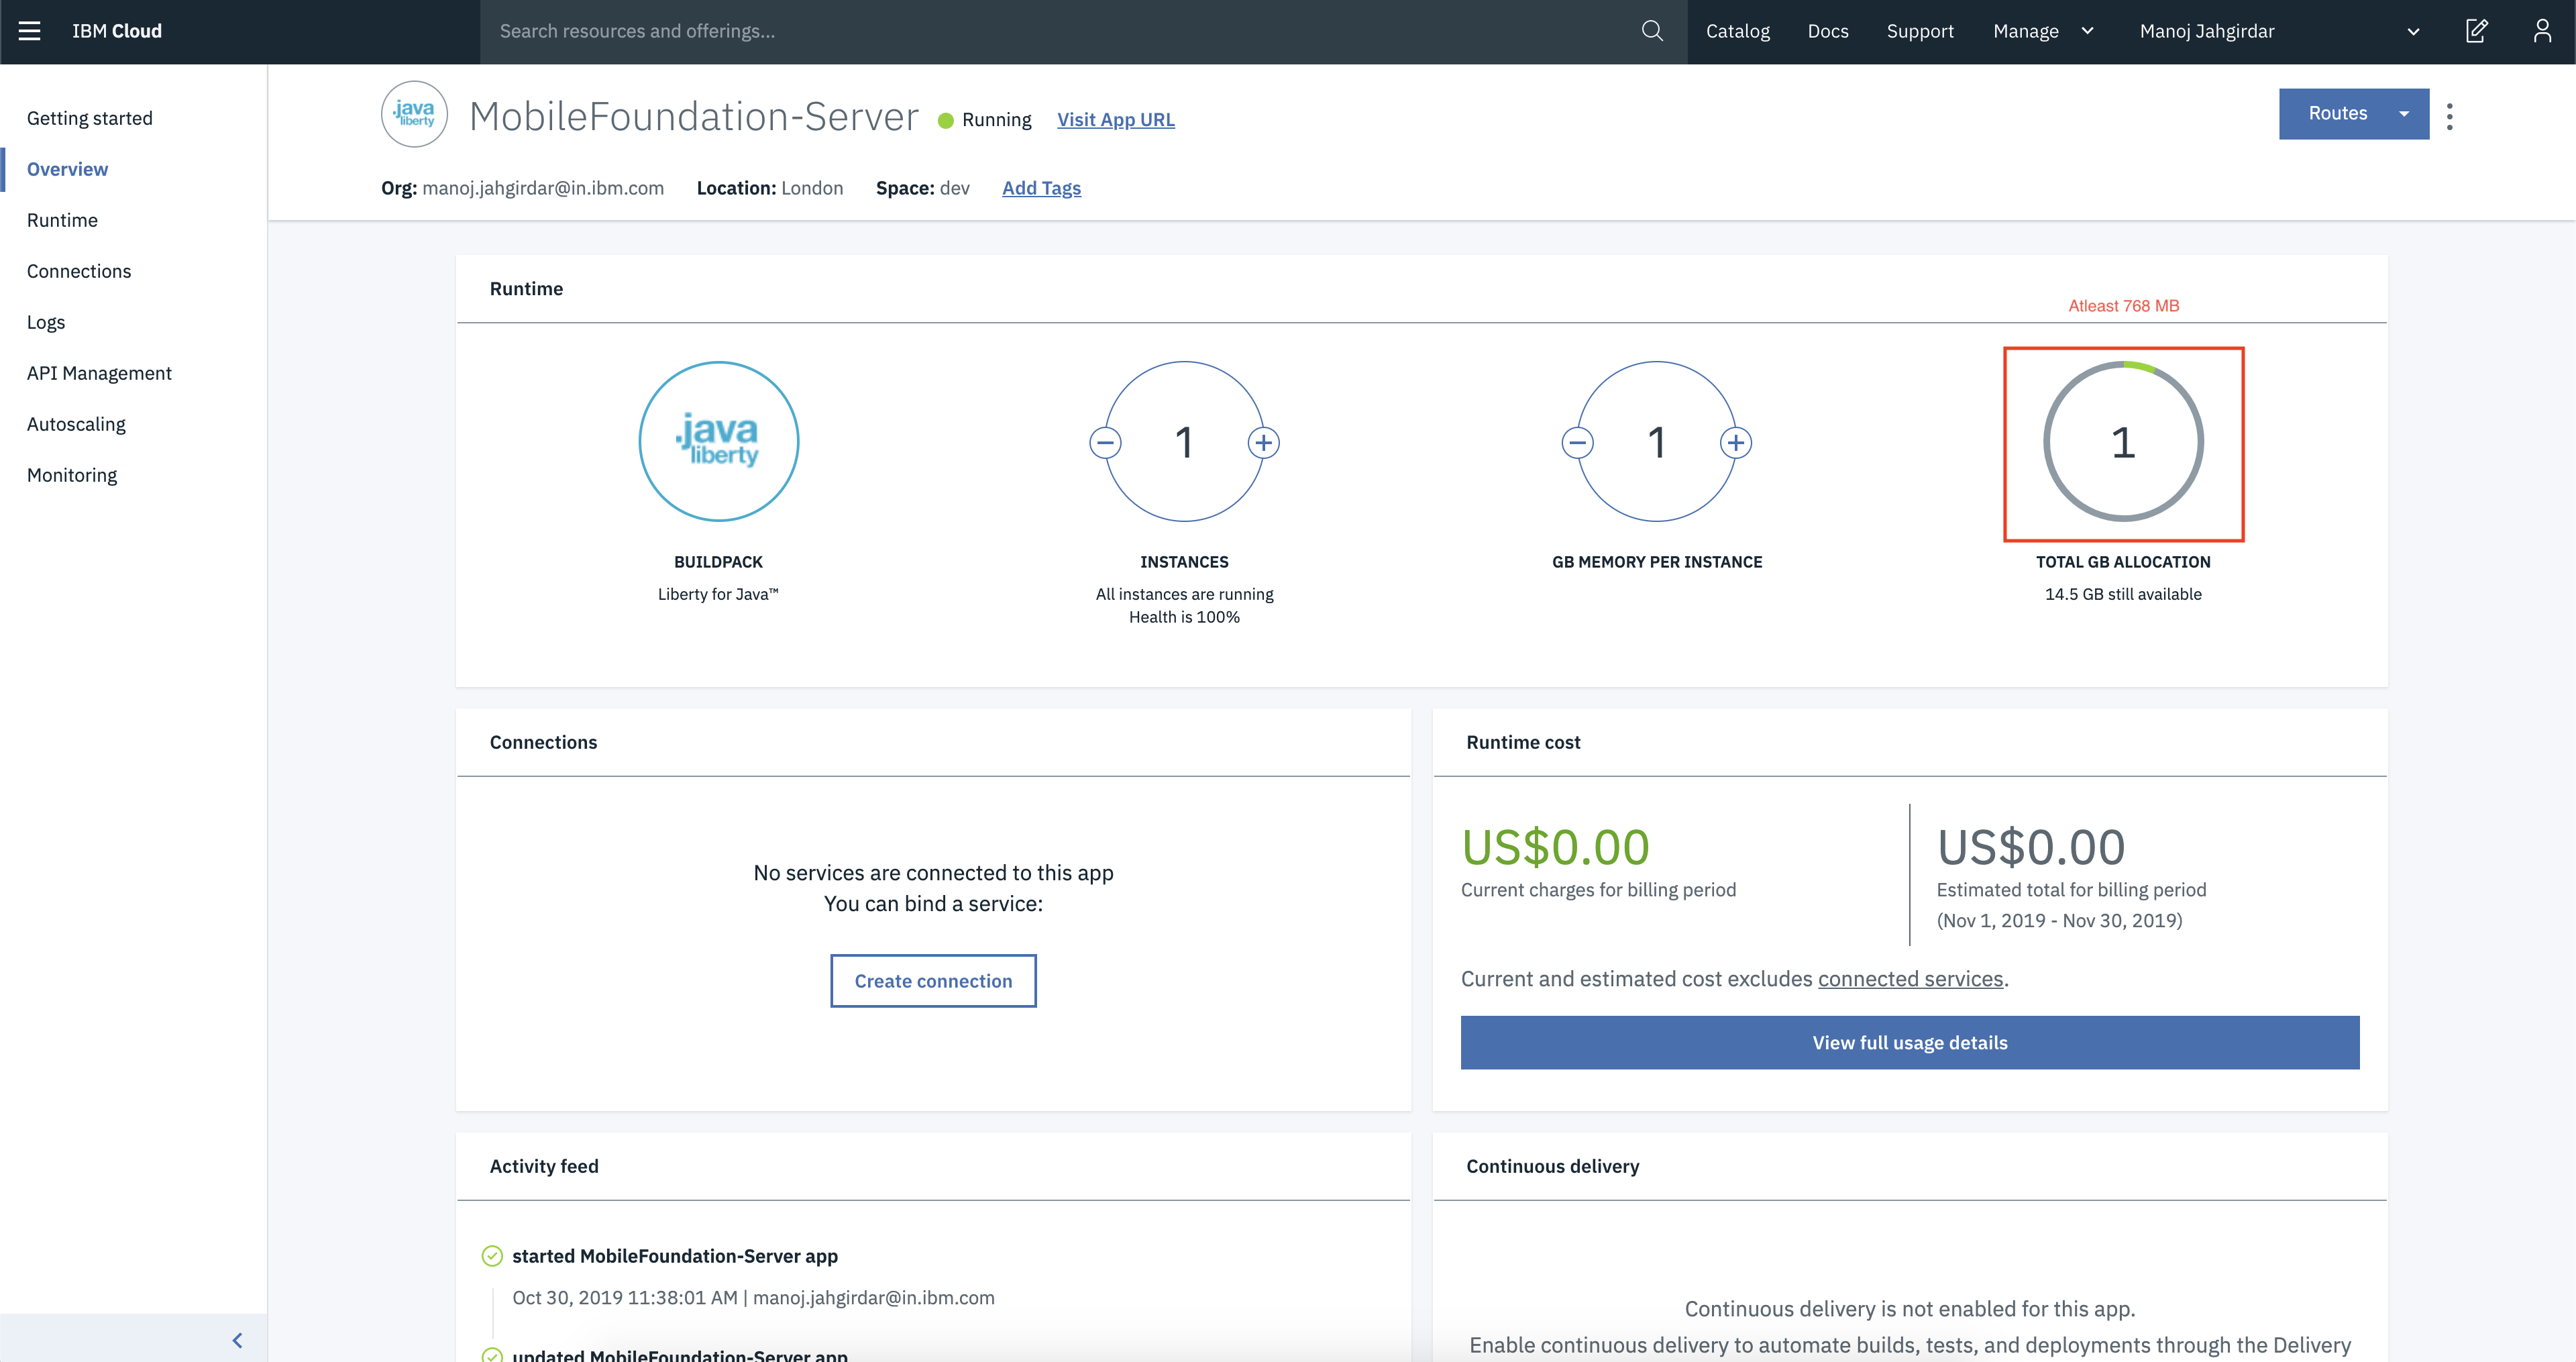 IBM Cloud
Search resources and offerings...
Catalog
Docs
Support
Manage
Manoj Jahgirdar
Getting started
Overview
Runtime
Connections
Logs
API Management
Autoscaling
Monitoring
java
liberty
MobileFoundation-Server
Running
Visit App URL
Routes
Org: manoj.jahgirdar@in.ibm.com
Location: London
Space: dev
Add Tags
Runtime
Atleast 768 MB
.java
liberty
1
1
1
BUILDPACK
Liberty for Java™
INSTANCES
All instances are running
Health is 100%
GB MEMORY PER INSTANCE
TOTAL GB ALLOCATION
14.5 GB still available
Connections
No services are connected to this app
You can bind a service:
Create connection
Runtime cost
US$0.00
Current charges for billing period
US$0.00
Estimated total for billing period
(Nov 1, 2019 - Nov 30, 2019)
Current and estimated cost excludes connected services.
View full usage details
Activity feed
started MobileFoundation-Server app
Oct 30, 2019 11:38:01 AM | manoj.jahgirdar@in.ibm.com
updated MobileFoundation-Server app
Continuous delivery
Continuous delivery is not enabled for this app.
Enable continuous delivery to automate builds, tests, and deployments through the Delivery